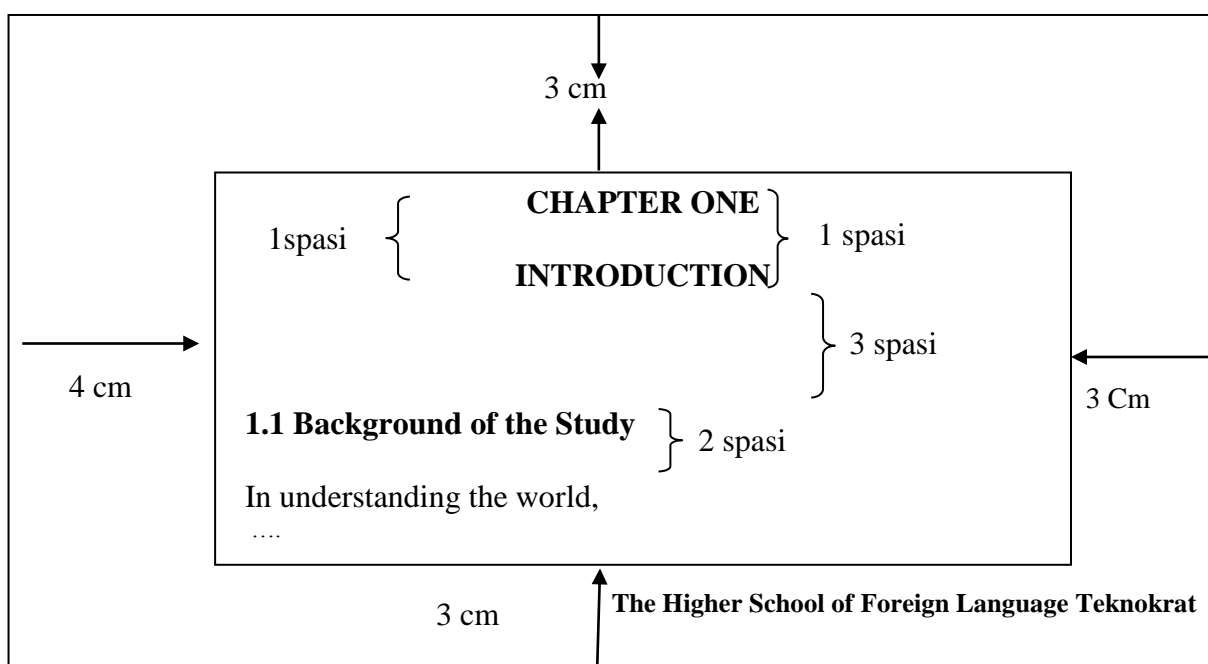 3 cm
CHAPTER ONE
1spasi
1 spasi
INTRODUCTION
3 spasi
4 cm
3 Cm
1.1 Background of the Study
2 spasi
In understanding the world,
....
3 cm
The Higher School of Foreign Language Teknokrat